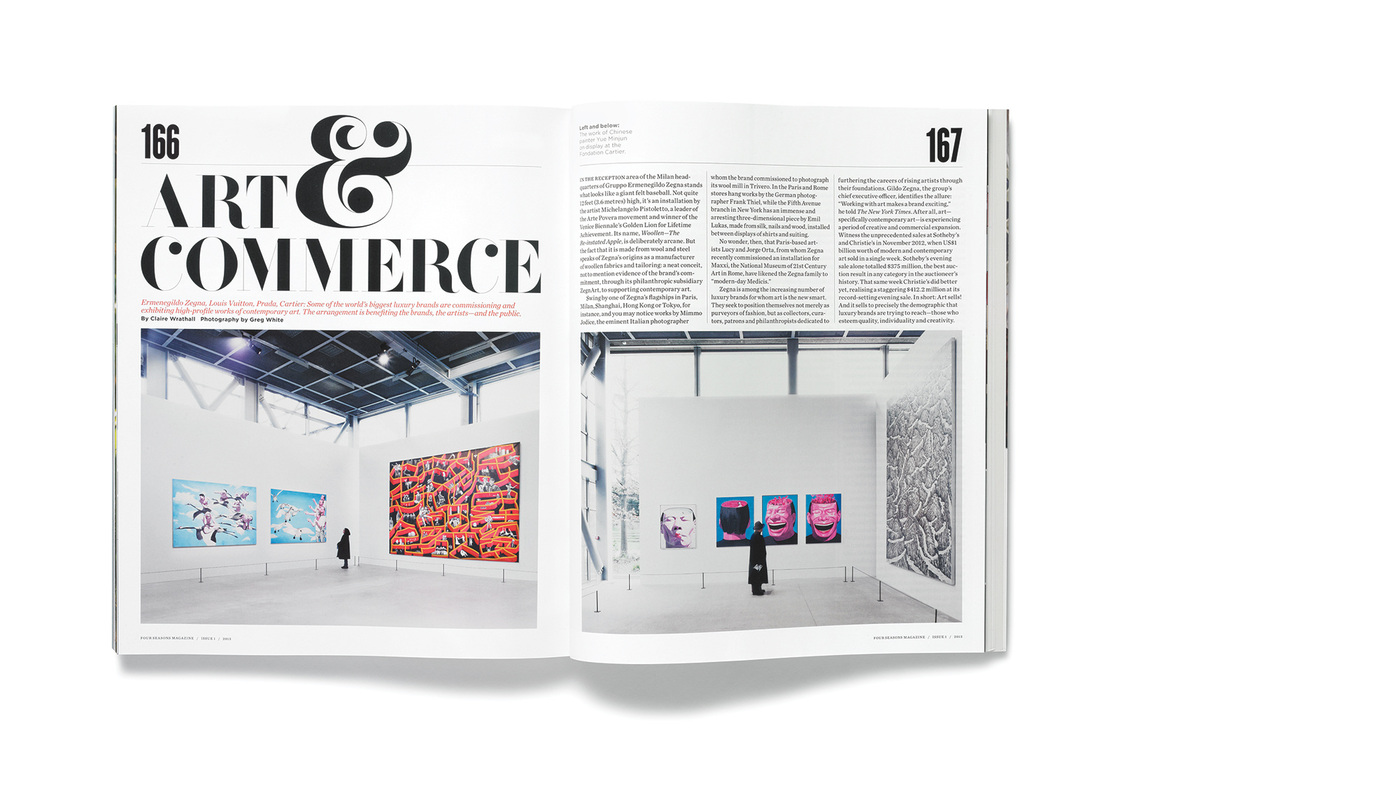 166
ART &
COMMERCE
Ermenegildo Zegna, Louis Vuitton, Prada, Cartier: Some of the world's biggest luxury brands are commissioning and
exhibiting high-profile works of contemporary art. The arrangement is benefiting the brands, the artists—and the public.
By Claire Wrathall Photography by Greg White
FOUR SEASONS MAGAZINE / ISSUE 1 / 2013
Left and below:
The work of Chinese
painter Yue Minjun
on display at the
Fondation Cartier.
167
IN THE RECEPTION area of the Milan head-
quarters of Gruppo Ermenegildo Zegna stands
what looks like a giant felt baseball. Not quite
12 feet (3.6 metres) high, it's an installation by
the artist Michelangelo Pistoletto, a leader of
the Arte Povera movement and winner of the
Venice Biennale's Golden Lion for Lifetime
Achievement. Its name, Woollen—The
Re-instated Apple, is deliberately arcane. But
the fact that it is made from wool and steel
speaks of Zegna's origins as a manufacturer
of woollen fabrics and tailoring: a neat conceit,
not to mention evidence of the brand's com-
mitment, through its philanthropic subsidiary
ZegnArt, to supporting contemporary art.
Swing by one of Zegna's flagships in Paris,
Milan, Shanghai, Hong Kong or Tokyo, for
instance, and you may notice works by Mimmo
Jodice, the eminent Italian photographer
whom the brand commissioned to photograph
its wool mill in Trivero. In the Paris and Rome
stores hang works by the German photog-
rapher Frank Thiel, while the Fifth Avenue
branch in New York has an immense and
arresting three-dimensional piece by Emil
Lukas, made from silk, nails and wood, installed
between displays of shirts and suiting.
No wonder, then, that Paris-based art-
ists Lucy and Jorge Orta, from whom Zegna
recently commissioned an installation for
Maxxi, the National Museum of 21st Century
Art in Rome, have likened the Zegna family to
"modern-day Medicis."
Zegna is among the increasing number of
luxury brands for whom art is the new smart.
They seek to position themselves not merely as
purveyors of fashion, but as collectors, cura-
tors, patrons and philanthropists dedicated to
furthering the careers of rising artists through
their foundations. Gildo Zegna, the group's
chief executive officer, identifies the allure:
"Working with art makes a brand exciting,"
he told The New York Times. After all, art—
specifically contemporary art—is experiencing
a period of creative and commercial expansion.
Witness the unprecedented sales at Sotheby's
and Christie's in November 2012, when US$1
billion worth of modern and contemporary
art sold in a single week. Sotheby's evening
sale alone totalled $375 million, the best auc-
tion result in any category in the auctioneer's
history. That same week Christie's did better
yet, realising a staggering $412.2 million at its
record-setting evening sale. In short: Art sells!
And it sells to precisely the demographic that
luxury brands are trying to reach—those who
esteem quality, individuality and creativity.
FOUR SEASONS MAGAZINE / ISSUE 1 / 2013